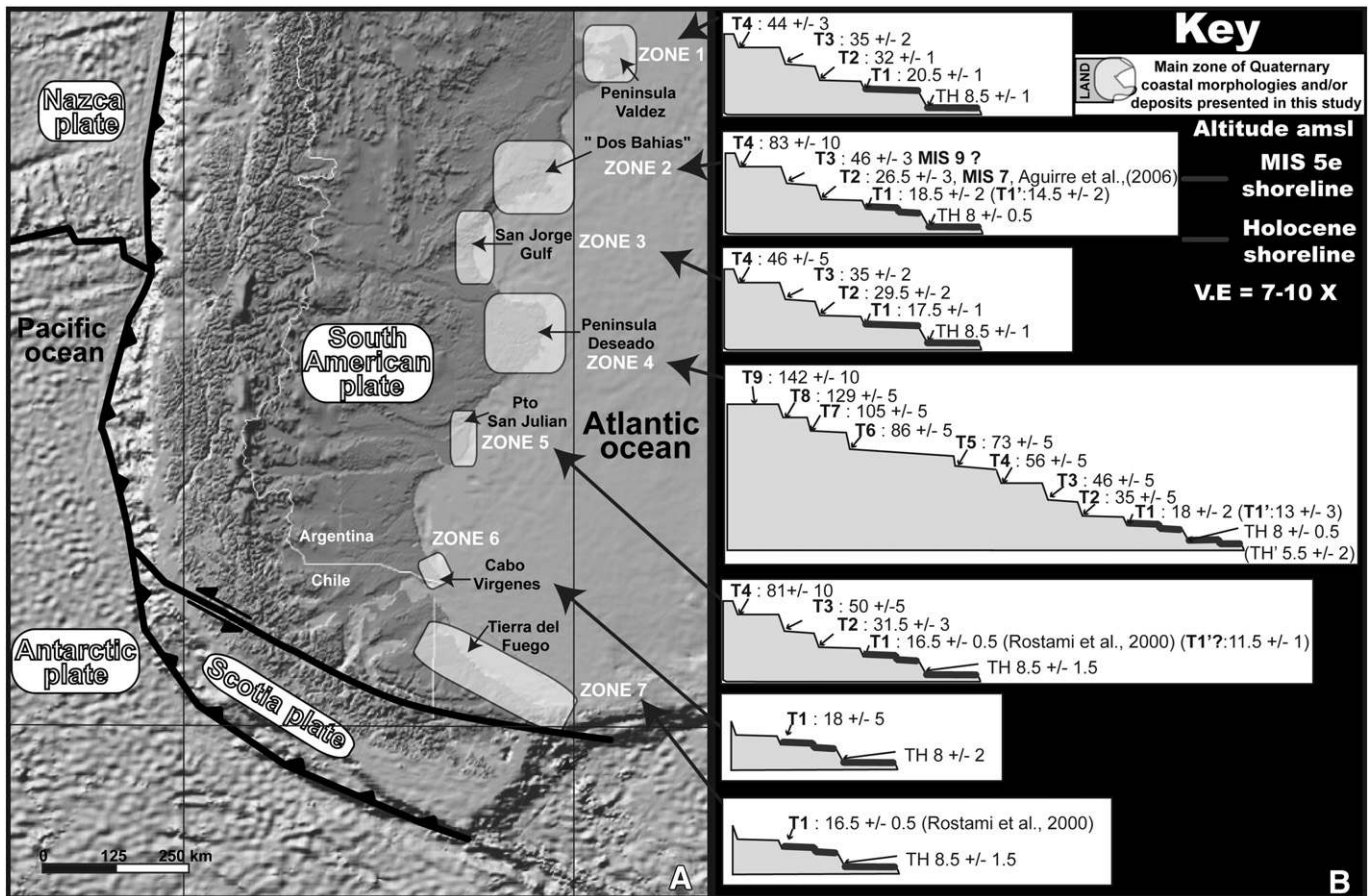 Nazca
plate
Pacific
ocean
South
American
plate
Antarctic
plate
Scotia plate
Argentina
Chile
Atlantic
ocean
ZONE 1
Peninsula
Valdez
" Dos Bahias"
ZONE 2
San Jorge
Gulf
ZONE 3
Peninsula
Deseado
ZONE 4
Pto
San Julian
ZONE 5
ZONE 6
Cabo
Virgenes
Tierra del
Fuego
ZONE 7
0 125 250 km
A
T4 : 44 +/- 3
T3 : 35 +/- 2
T2 : 32 +/- 1
T1 : 20.5 +/- 1
TH 8.5 +/- 1
T4 : 83 +/- 10
T3 : 46 +/- 3 MIS 9 ?
T2 : 26.5 +/- 3, MIS 7, Aguirre et al.,(2006)
T1 : 18.5 +/- 2 (T1':14.5 +/- 2)
TH 8 +/- 0.5
T4 : 46 +/- 5
T3 : 35 +/- 2
T2 : 29.5 +/- 2
T1 : 17.5 +/- 1
TH 8.5 +/- 1
T9 : 142 +/- 10
T8 : 129 +/- 5
T7 : 105 +/- 5
T6 : 86 +/- 5
T5 : 73 +/- 5
T4 : 56 +/- 5
T3 : 46 +/- 5
T2 : 35 +/- 5
T1 : 18 +/- 2 (T1':13 +/- 3)
TH 8 +/- 0.5
(TH' 5.5 +/- 2)
T4 : 81+/- 10
T3 : 50 +/-5
T2 : 31.5 +/- 3
T1 : 16.5 +/- 0.5 (Rostami et al., 2000) (T1'?:11.5 +/- 1)
TH 8.5 +/- 1.5
T1 : 18 +/- 5
TH 8 +/- 2
T1 : 16.5 +/- 0.5 (Rostami et al., 2000)
TH 8.5 +/- 1.5
Key
LAND
Main zone of Quaternary
coastal morphologies and/or
deposits presented in this study
Altitude amsl
MIS 5e
shoreline
Holocene
shoreline
V.E = 7-10 X
B